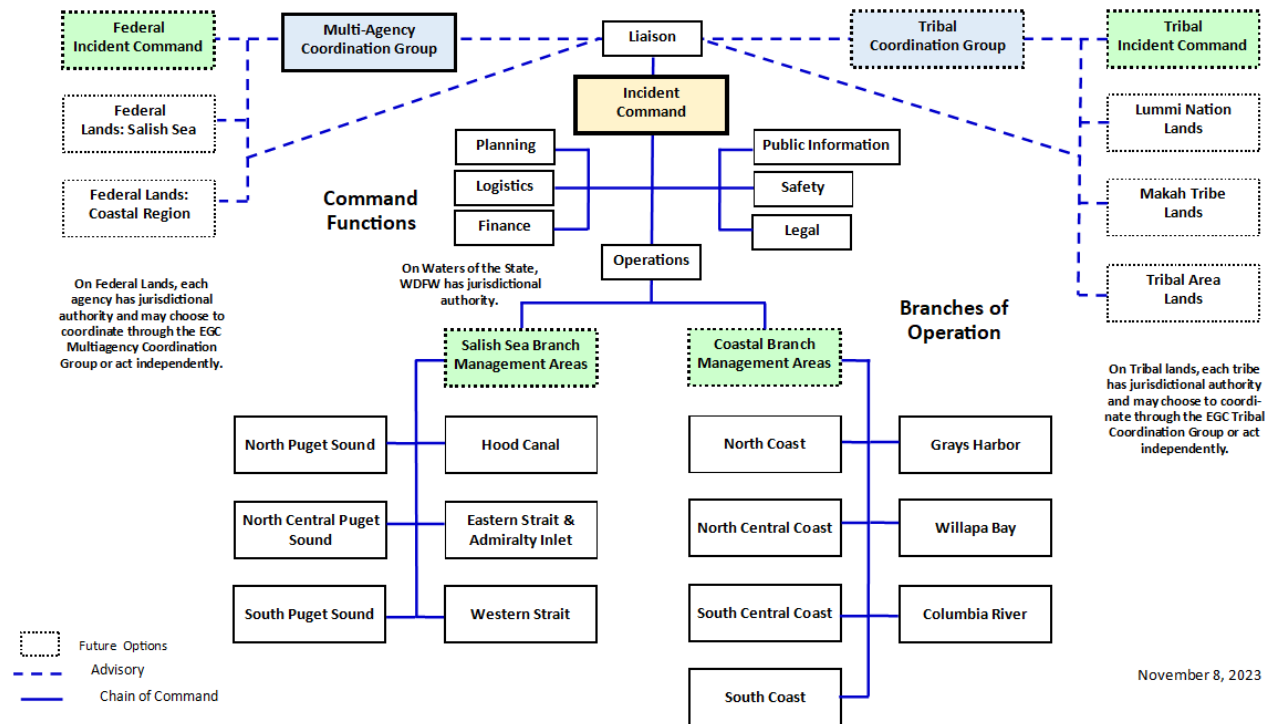 Federal
Incident Command
Multi-Agency
Coordination Group
Liaison
Tribal
Coordination Group
Tribal
Incident Command
Incident
Command
Federal
Lands: Salish Sea
Lummi Nation
Lands
Planning
Public Information
Logistics
Safety
Finance
Legal
Federal Lands:
Coastal Region
Command
Functions
Makah Tribe
Lands
Operations
Tribal Area
Lands
On Federal Lands, each
agency has jurisdictional
authority and may choose to
coordinate through the EGC
Multiagency Coordination
Group or act independently.
On Waters of the State,
WDFW has jurisdictional
authority.
Branches of
Operation
Salish Sea Branch
Management Areas
Coastal Branch
Management Areas
On Tribal lands, each tribe
has jurisdictional authority
and may choose to coordi-
nate through the EGC Tribal
Coordination Group or act
independently.
North Puget Sound
Hood Canal
North Coast
Grays Harbor
North Central Puget
Sound
Eastern Strait &
Admiralty Inlet
North Central Coast
Willapa Bay
South Puget Sound
Western Strait
South Central Coast
Columbia River
South Coast
Future Options
Advisory
Chain of Command
November 8, 2023